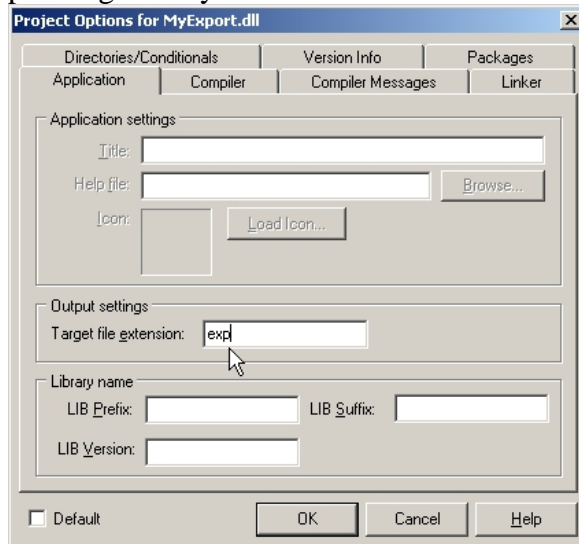 Project Options for MyExport.dll
Directories/Conditionals Version Info Packages
Application Compiler Compiler Messages Linker
Application settings
Title:
Help file: Browse...
Icon: Load Icon...
Output settings
Target file extension: exp
Library name
LIB Prefix: LIB Suffix:
LIB Version:
Default OK Cancel Help